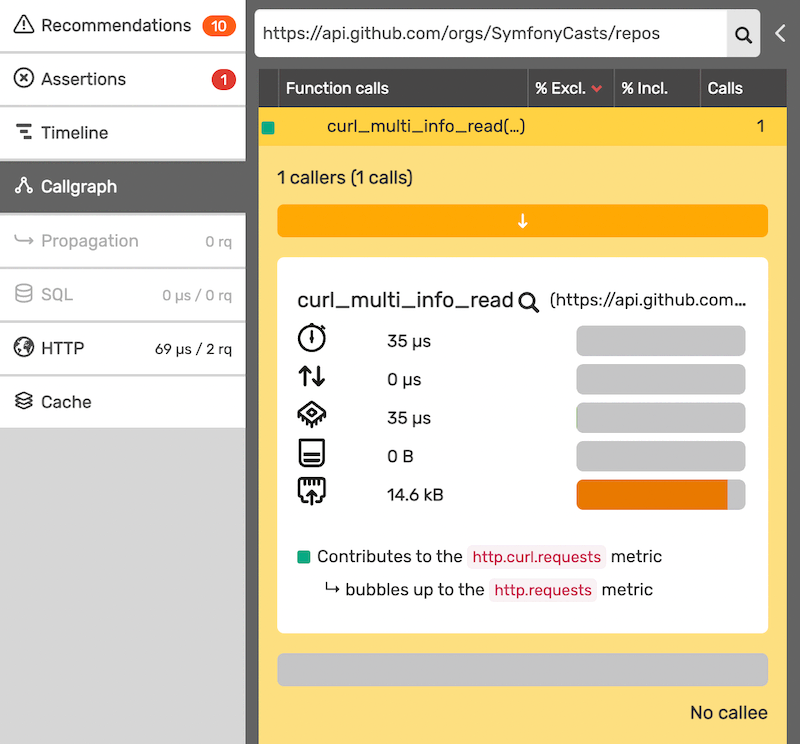 Recommendations 10
Assertions 1
Timeline
Callgraph
Propagation 0 rq
SQL 0 µs / 0 rq
HTTP 69 µs / 2 rq
Cache
https://api.github.com/orgs/SymfonyCasts/repos
Function calls % Excl. % Incl. Calls
curl_multi_info_read(…) 1
1 callers (1 calls)
↓
curl_multi_info_read (https://api.github.com...
35 µs
0 µs
35 µs
0 B
14.6 kB
Contributes to the http.curl.requests metric
↳ bubbles up to the http.requests metric
No callee